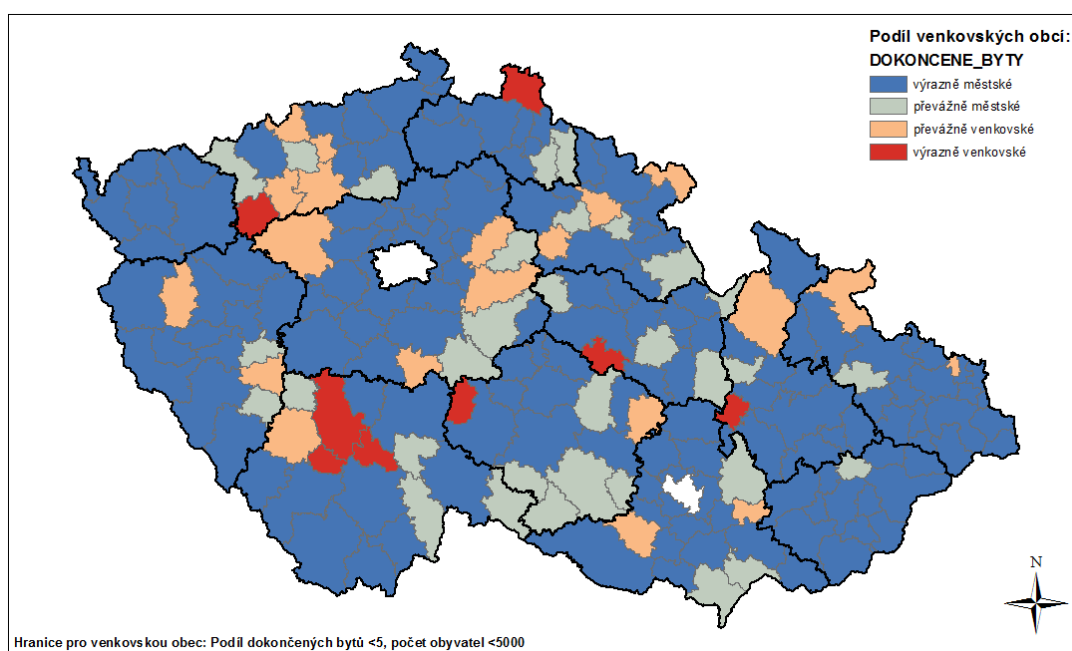 Podíl venkovských obcí:
DOKONCENE_BYTY
výrazně městské
převážně městské
převážně venkovské
výrazně venkovské
N
Hranice pro venkovskou obec: Podíl dokončených bytů <5, počet obyvatel <5000